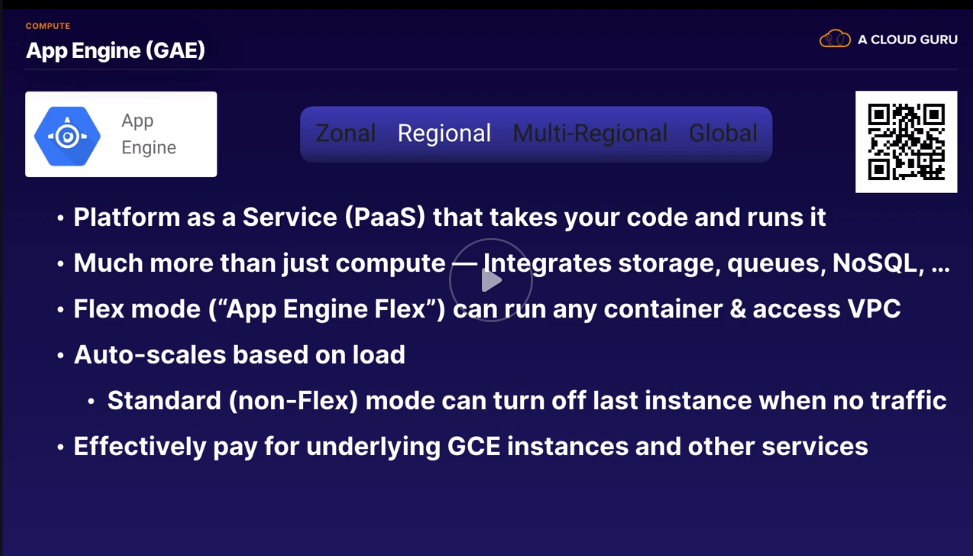 COMPUTE
App Engine (GAE)
A CLOUD GURU
App
Engine
Zonal Regional Multi-Regional Global
• Platform as a Service (PaaS) that takes your code and runs it
• Much more than just compute — Integrates storage, queues, NoSQL, ...
• Flex mode (“App Engine Flex”) can run any container & access VPC
• Auto-scales based on load
• Standard (non-Flex) mode can turn off last instance when no traffic
• Effectively pay for underlying GCE instances and other services